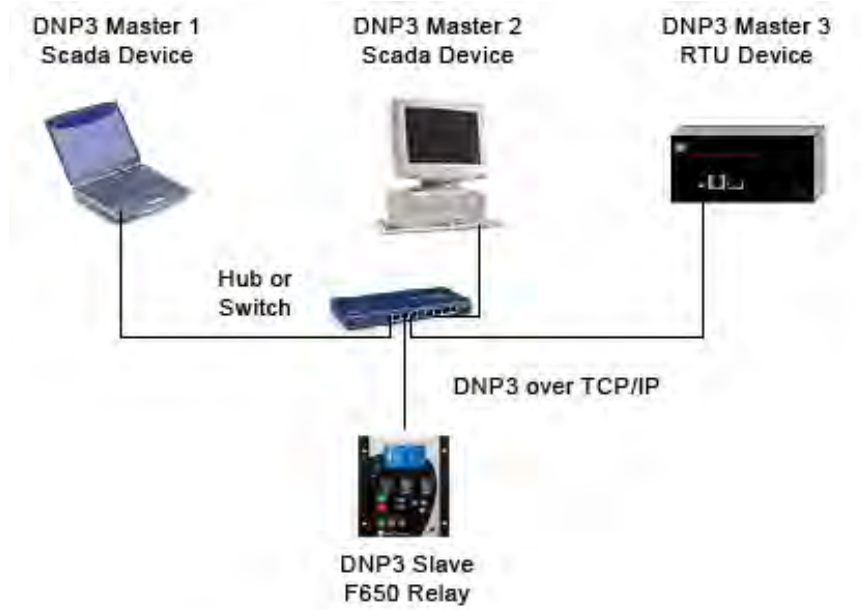 DNP3 Master 1
Scada Device
DNP3 Master 2
Scada Device
DNP3 Master 3
RTU Device
Hub or
Switch
DNP3 over TCP/IP
DNP3 Slave
F650 Relay